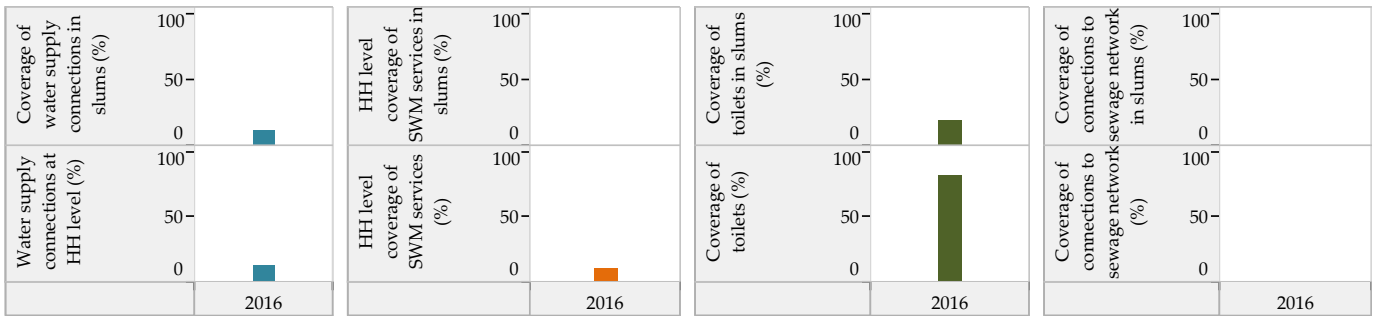 Coverage of
water supply
connections in
slums (%)
100
50
0
Water supply
connections at
HH level (%)
100
50
0
2016
HH level
coverage of
SWM services in
slums (%)
100
50
0
HH level
coverage of
SWM services
(%)
100
50
0
2016
Coverage of
toilets in slums
(%)
100
50
0
Coverage of
toilets (%)
100
50
0
2016
Coverage of
connections to
sewage network
in slums (%)
100
50
0
Coverage of
connections to
sewage network
(%)
100
50
0
2016